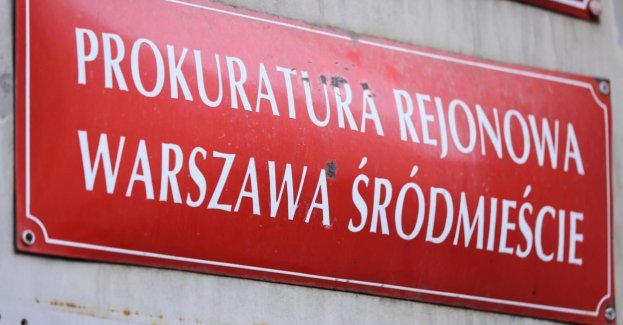 PROKURATURA REJONOWA
WARSZAWA ŚRÓDMIEŚCIE